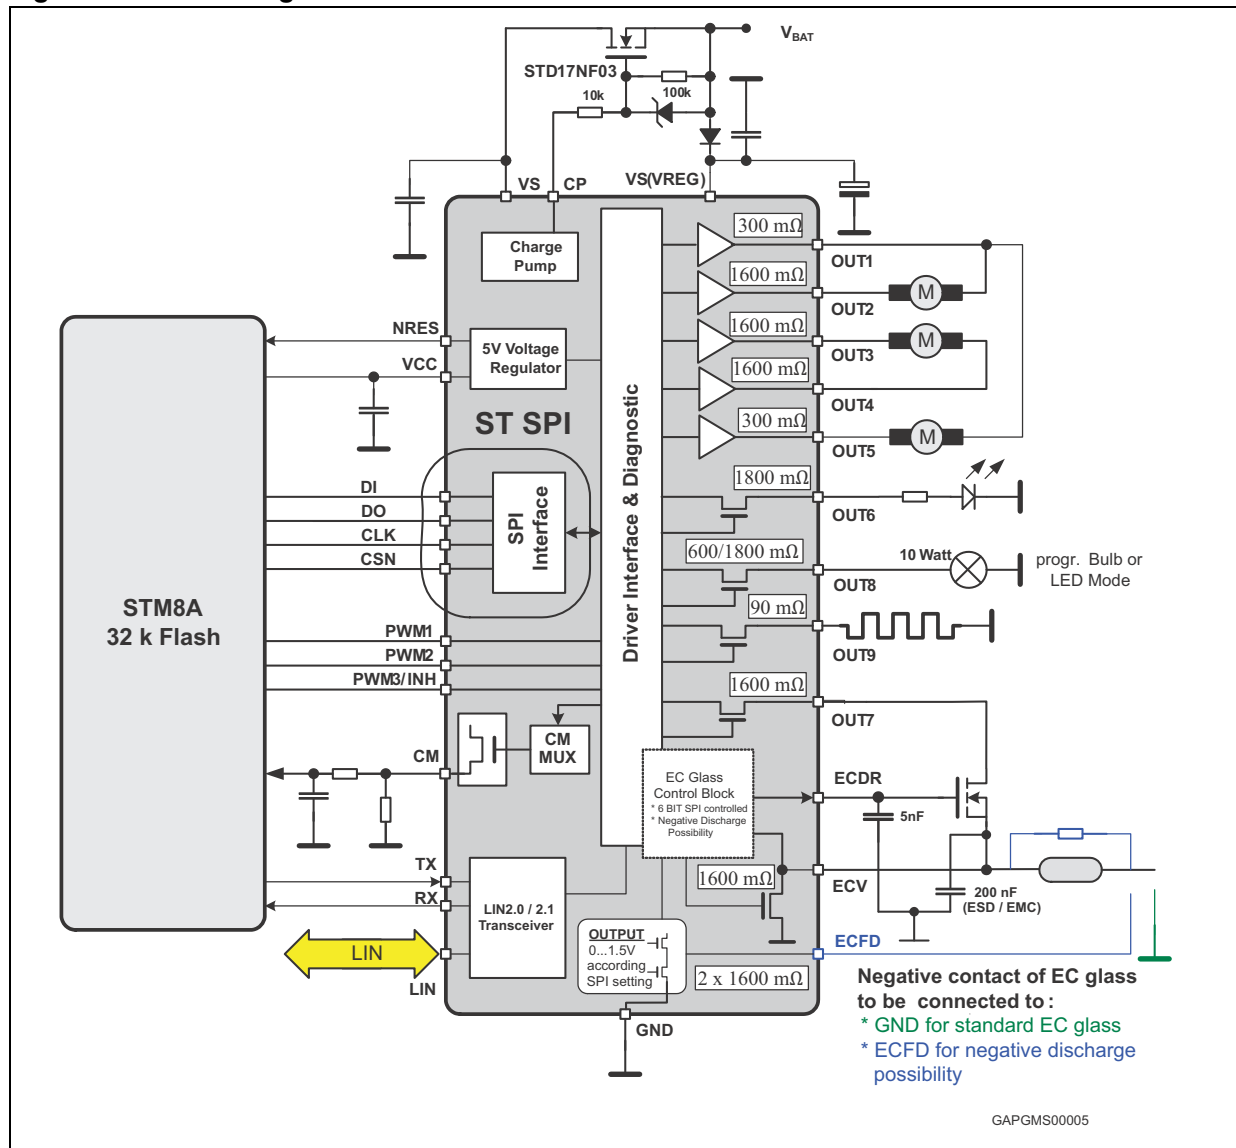 V_BAT
STD17NF03
10k
100k
VS
CP
VS(VREG)
Charge
Pump
300 mΩ
OUT1
1600 mΩ
OUT2
M
1600 mΩ
OUT3
M
1600 mΩ
OUT4
300 mΩ
OUT5
M
NRES
VCC
5V Voltage
Regulator
ST SPI
Driver Interface & Diagnostic
DI
DO
CLK
CSN
SPI
Interface
1800 mΩ
OUT6
600/1800 mΩ
OUT8
10 Watt
progr. Bulb or
LED Mode
90 mΩ
OUT9
STM8A
32 k Flash
PWM1
PWM2
PWM3/INH
1600 mΩ
OUT7
CM
CM
MUX
EC Glass
Control Block
* 6 BIT SPI controlled
* Negative Discharge
Possibility
ECDR
5nF
TX
RX
LIN2.0 / 2.1
Transceiver
1600 mΩ
ECV
200 nF
(ESD / EMC)
LIN
LIN
OUTPUT
0...1.5V
according
SPI setting
2 x 1600 mΩ
ECFD
GND
Negative contact of EC glass
to be connected to:
* GND for standard EC glass
* ECFD for negative discharge
possibility
GAPGMS00005